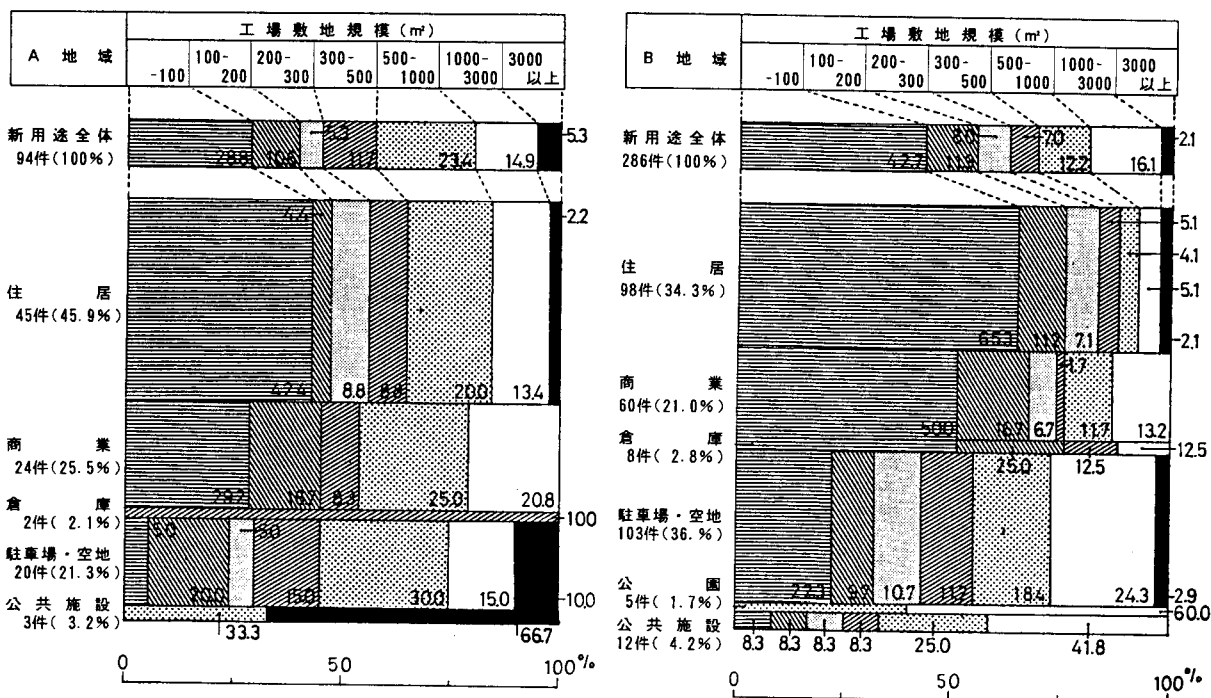 工場敷地規模(㎡)
A 地域
-100
100-200
200-300
300-500
500-1000
1000-3000
3000以上
新用途全体
94件(100%)
28.8 10.6 5.3 11.7 23.4 14.9 5.3
住居
45件(45.9%)
4.4 8.8 8.8 20.0 13.4 2.2
商業
24件(25.5%)
29.2 16.7 8.3 25.0 20.8
倉庫
2件( 2.1%)
100
駐車場・空地
20件(21.3%)
5.0 20.0 5.0 15.0 30.0 15.0 10.0
公共施設
3件( 3.2%)
33.3 66.7
0 50 100%
工場敷地規模(㎡)
B 地域
-100
100-200
200-300
300-500
500-1000
1000-3000
3000以上
新用途全体
286件(100%)
42.7 11.9 8.0 7.0 12.2 16.1 2.1
住居
98件(34.3%)
65.3 11.2 7.1 5.1 4.1 5.1 2.1
商業
60件(21.0%)
50.0 16.7 6.7 1.7 11.7 13.2
倉庫
8件( 2.8%)
25.0 12.5 12.5
駐車場・空地
103件(36.%)
22.3 9.7 10.7 11.7 18.4 24.3 2.9
公園
5件( 1.7%)
60.0
公共施設
12件( 4.2%)
8.3 8.3 8.3 8.3 25.0 41.8
0 50 100%